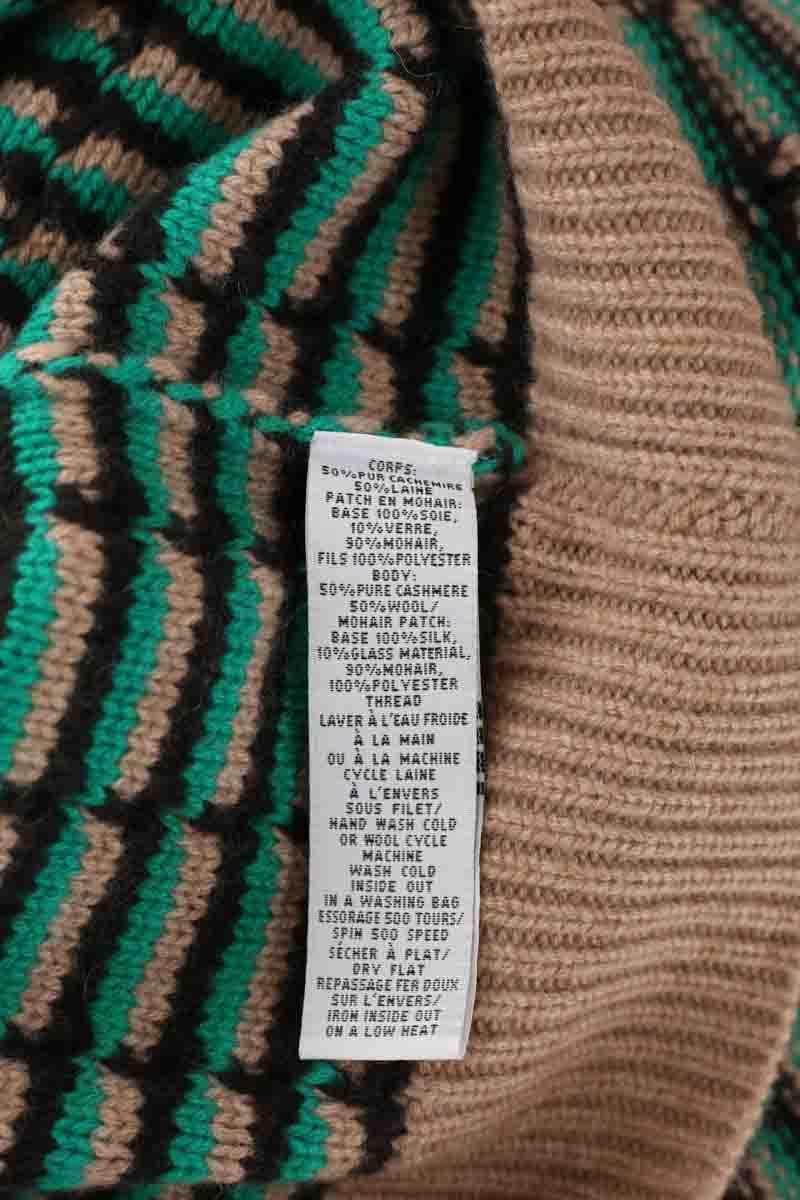 CORPS:
50%PUR CACHEMIRE
50%LAINE
PATCH EN MOHAIR:
BASE 100%SOIE,
10%VERRE,
90%MOHAIR,
FILS 100%POLYESTER
BODY:
50%PURE CASHMERE
50%WOOL/
MOHAIR PATCH:
BASE 100%SILK,
10%GLASS MATERIAL,
90%MOHAIR,
100%POLYESTER
THREAD
LAVER À L'EAU FROIDE
À LA MAIN
OU À LA MACHINE
CYCLE LAINE
À L'ENVERS
SOUS FILET/
HAND WASH COLD
OR WOOL CYCLE
MACHINE
WASH COLD
INSIDE OUT
IN A WASHING BAG
ESSORAGE 500 TOURS/
SPIN 500 SPEED
SÉCHER À PLAT/
DRY FLAT
REPASSAGE FER DOUX
SUR L'ENVERS/
IRON INSIDE OUT
ON A LOW HEAT